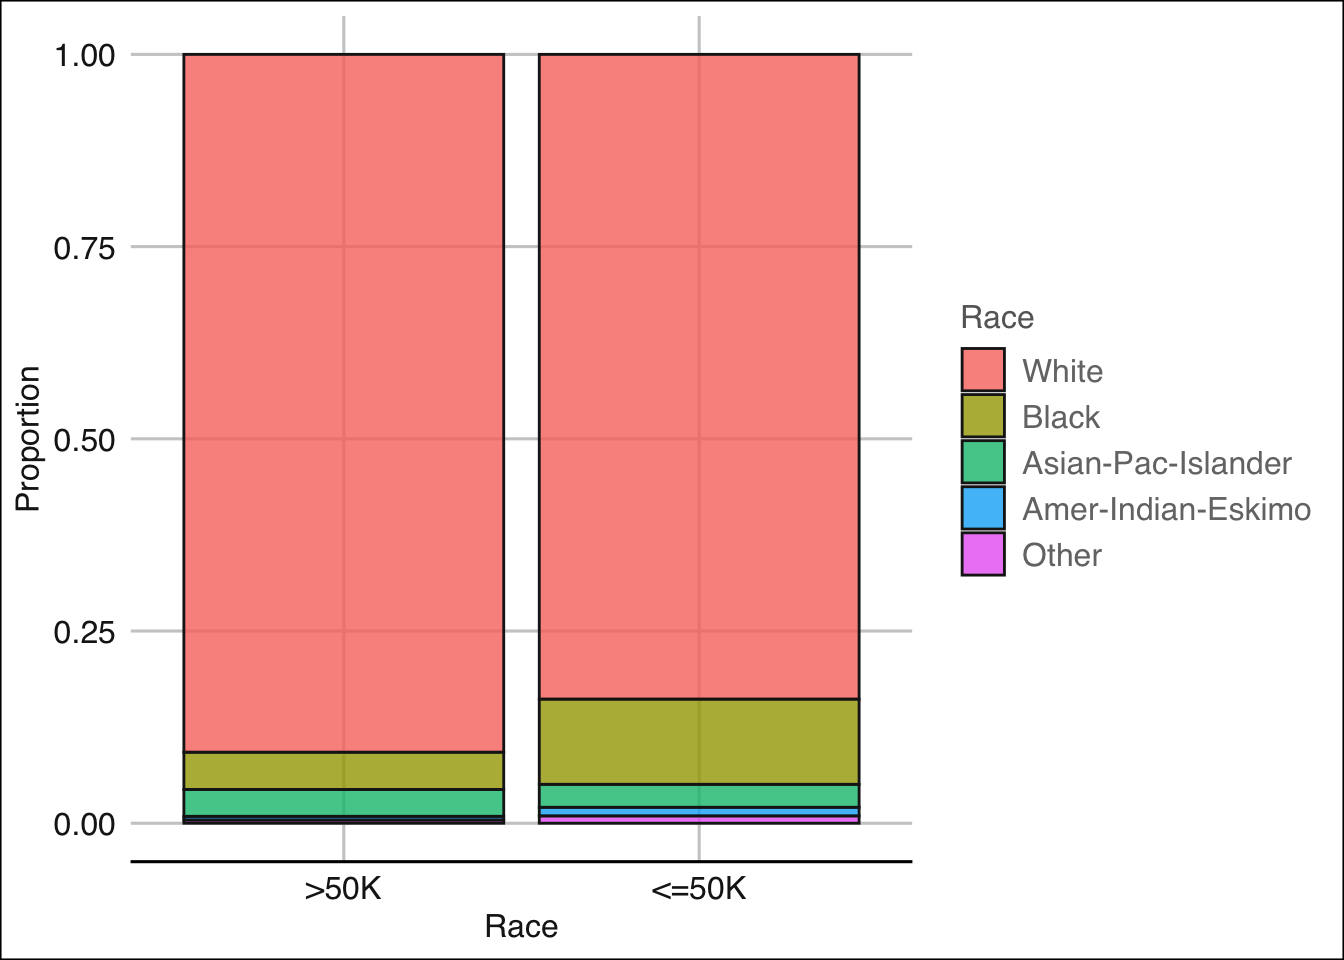 1.00
0.75
0.50
0.25
0.00
Proportion
>50K
<=50K
Race
Race
White
Black
Asian-Pac-Islander
Amer-Indian-Eskimo
Other